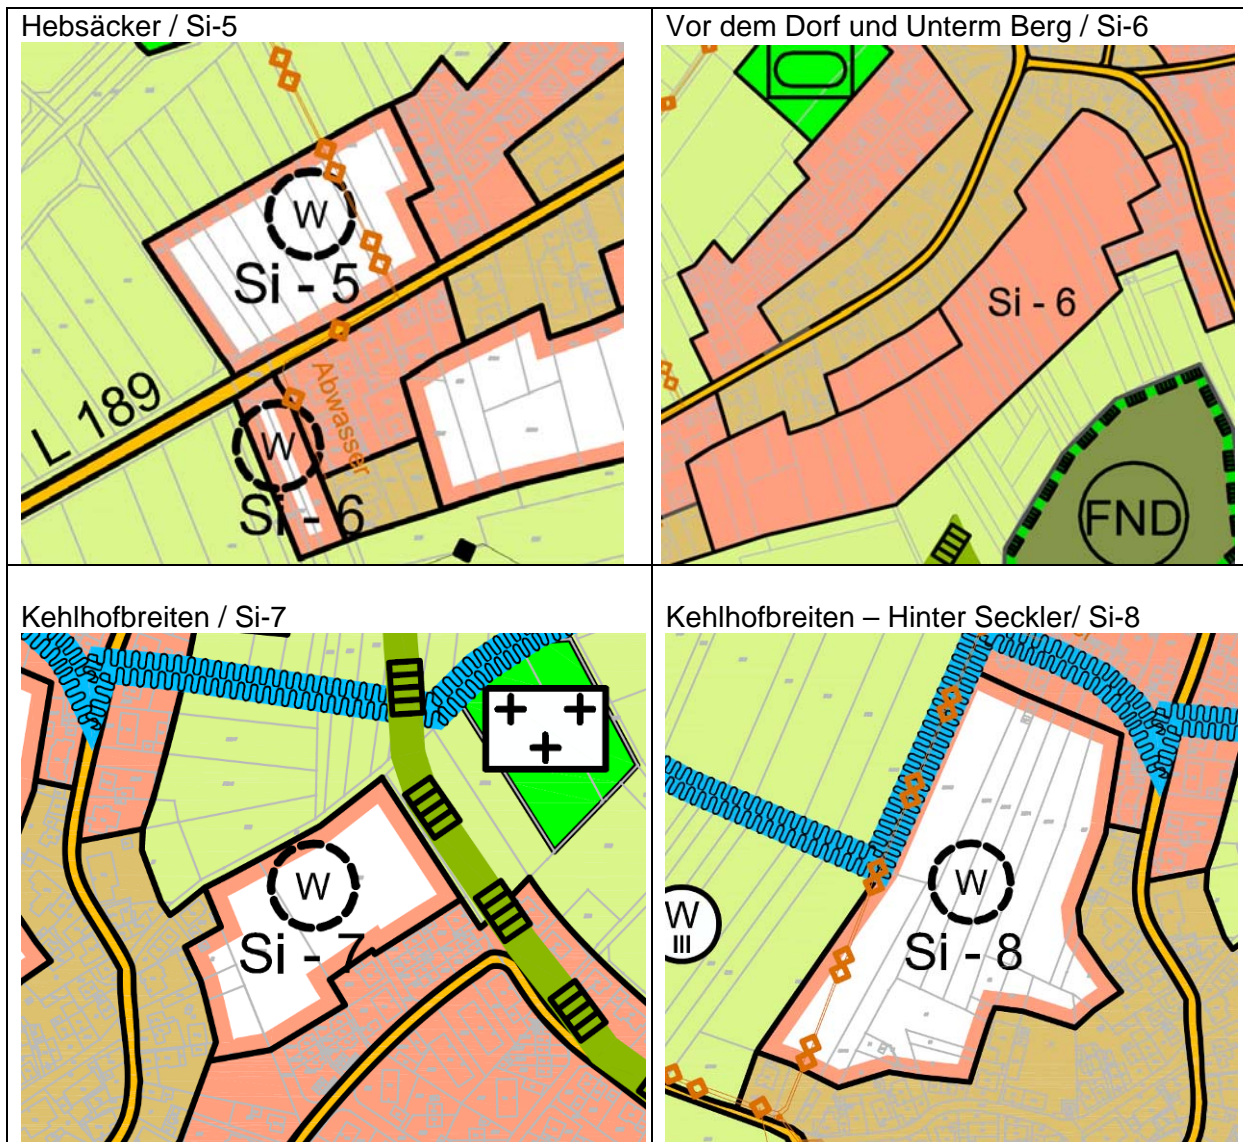 Hebsäcker / Si-5
W
Si - 5
L 189
Abwasser
W
Si - 6
Vor dem Dorf und Unterm Berg / Si-6
Si - 6
FND
Kehlhofbreiten / Si-7
W
Si - 7
Kehlhofbreiten – Hinter Seckler/ Si-8
W
W
III
Si - 8